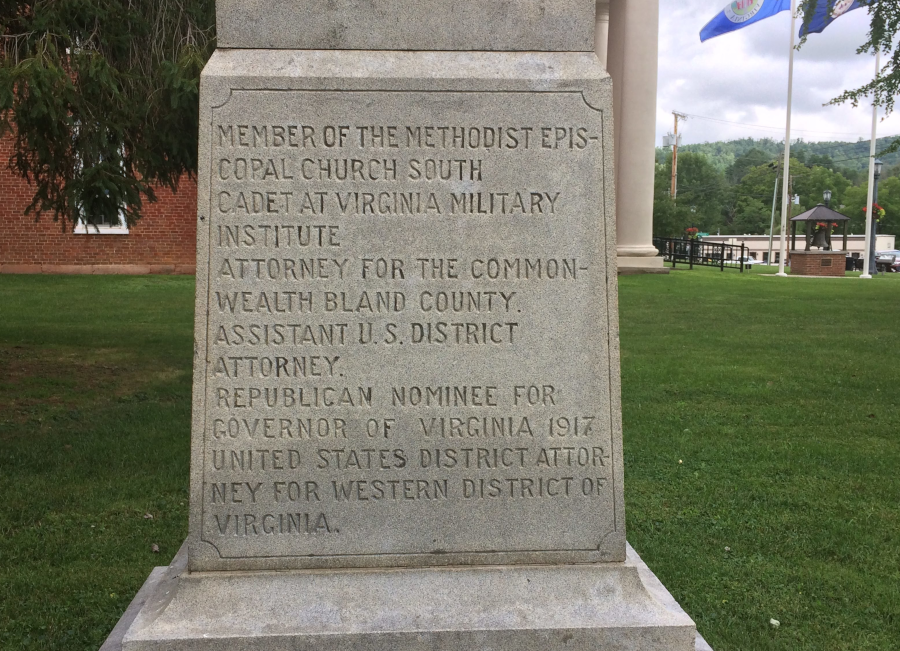 MEMBER OF THE METHODIST EPIS-
COPAL CHURCH SOUTH
CADET AT VIRGINIA MILITARY
INSTITUTE
ATTORNEY FOR THE COMMON-
WEALTH BLAND COUNTY.
ASSISTANT U.S. DISTRICT
ATTORNEY.
REPUBLICAN NOMINEE FOR
GOVERNOR OF VIRGINIA 1917
UNITED STATES DISTRICT ATTOR-
NEY FOR WESTERN DISTRICT OF
VIRGINIA.